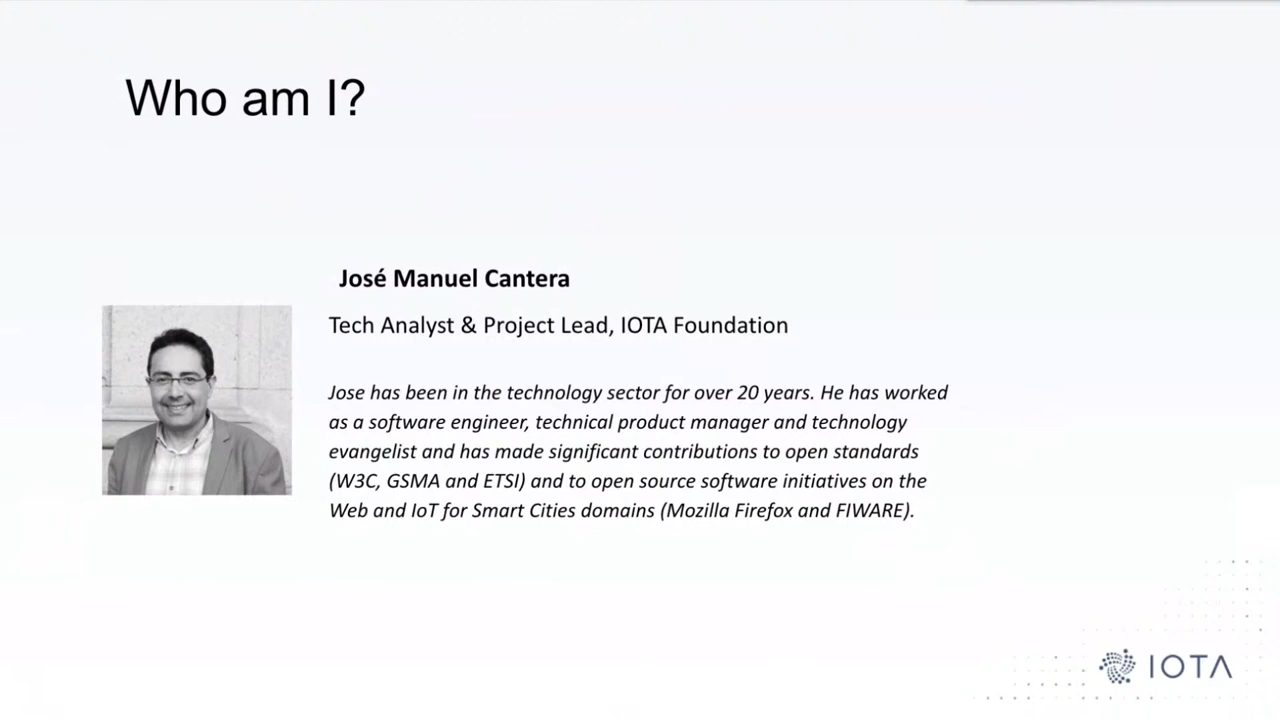 Who am I?
José Manuel Cantera
Tech Analyst & Project Lead, IOTA Foundation
Jose has been in the technology sector for over 20 years. He has worked
as a software engineer, technical product manager and technology
evangelist and has made significant contributions to open standards
(W3C, GSMA and ETSI) and to open source software initiatives on the
Web and IoT for Smart Cities domains (Mozilla Firefox and FIWARE).
IOTA